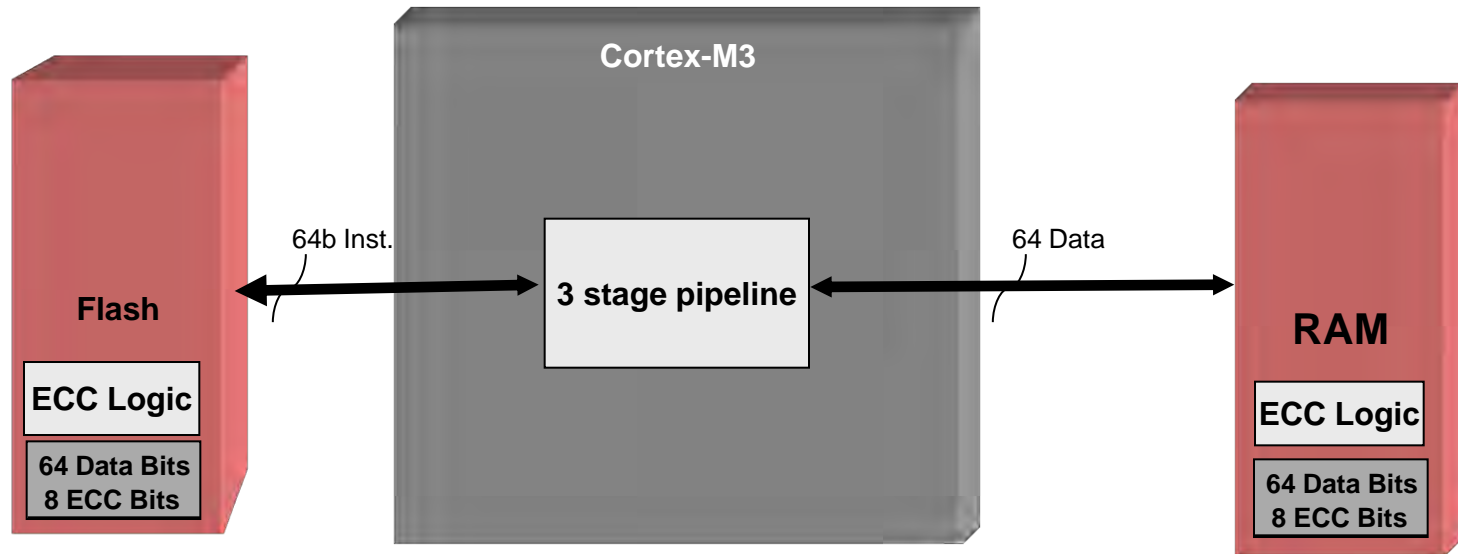 Cortex-M3
64b Inst.
64 Data
3 stage pipeline
Flash
RAM
ECC Logic
64 Data Bits
8 ECC Bits
ECC Logic
64 Data Bits
8 ECC Bits